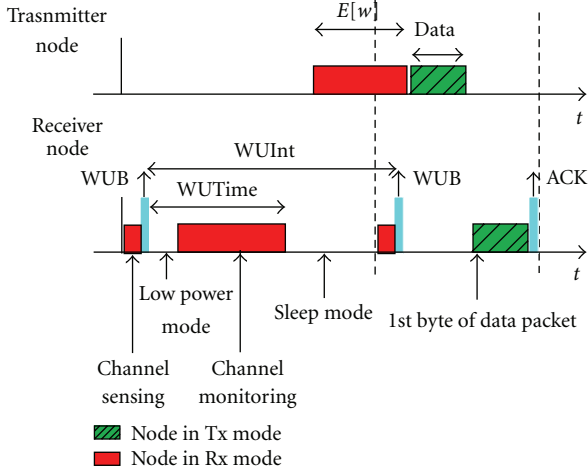 E[w]
Trasnmitter
node
Data
t
Receiver
node
WUInt
WUB
WUTime
WUB
ACK
t
Low power
mode
Sleep mode
1st byte of data packet
Channel
sensing
Channel
monitoring
Node in Tx mode
Node in Rx mode